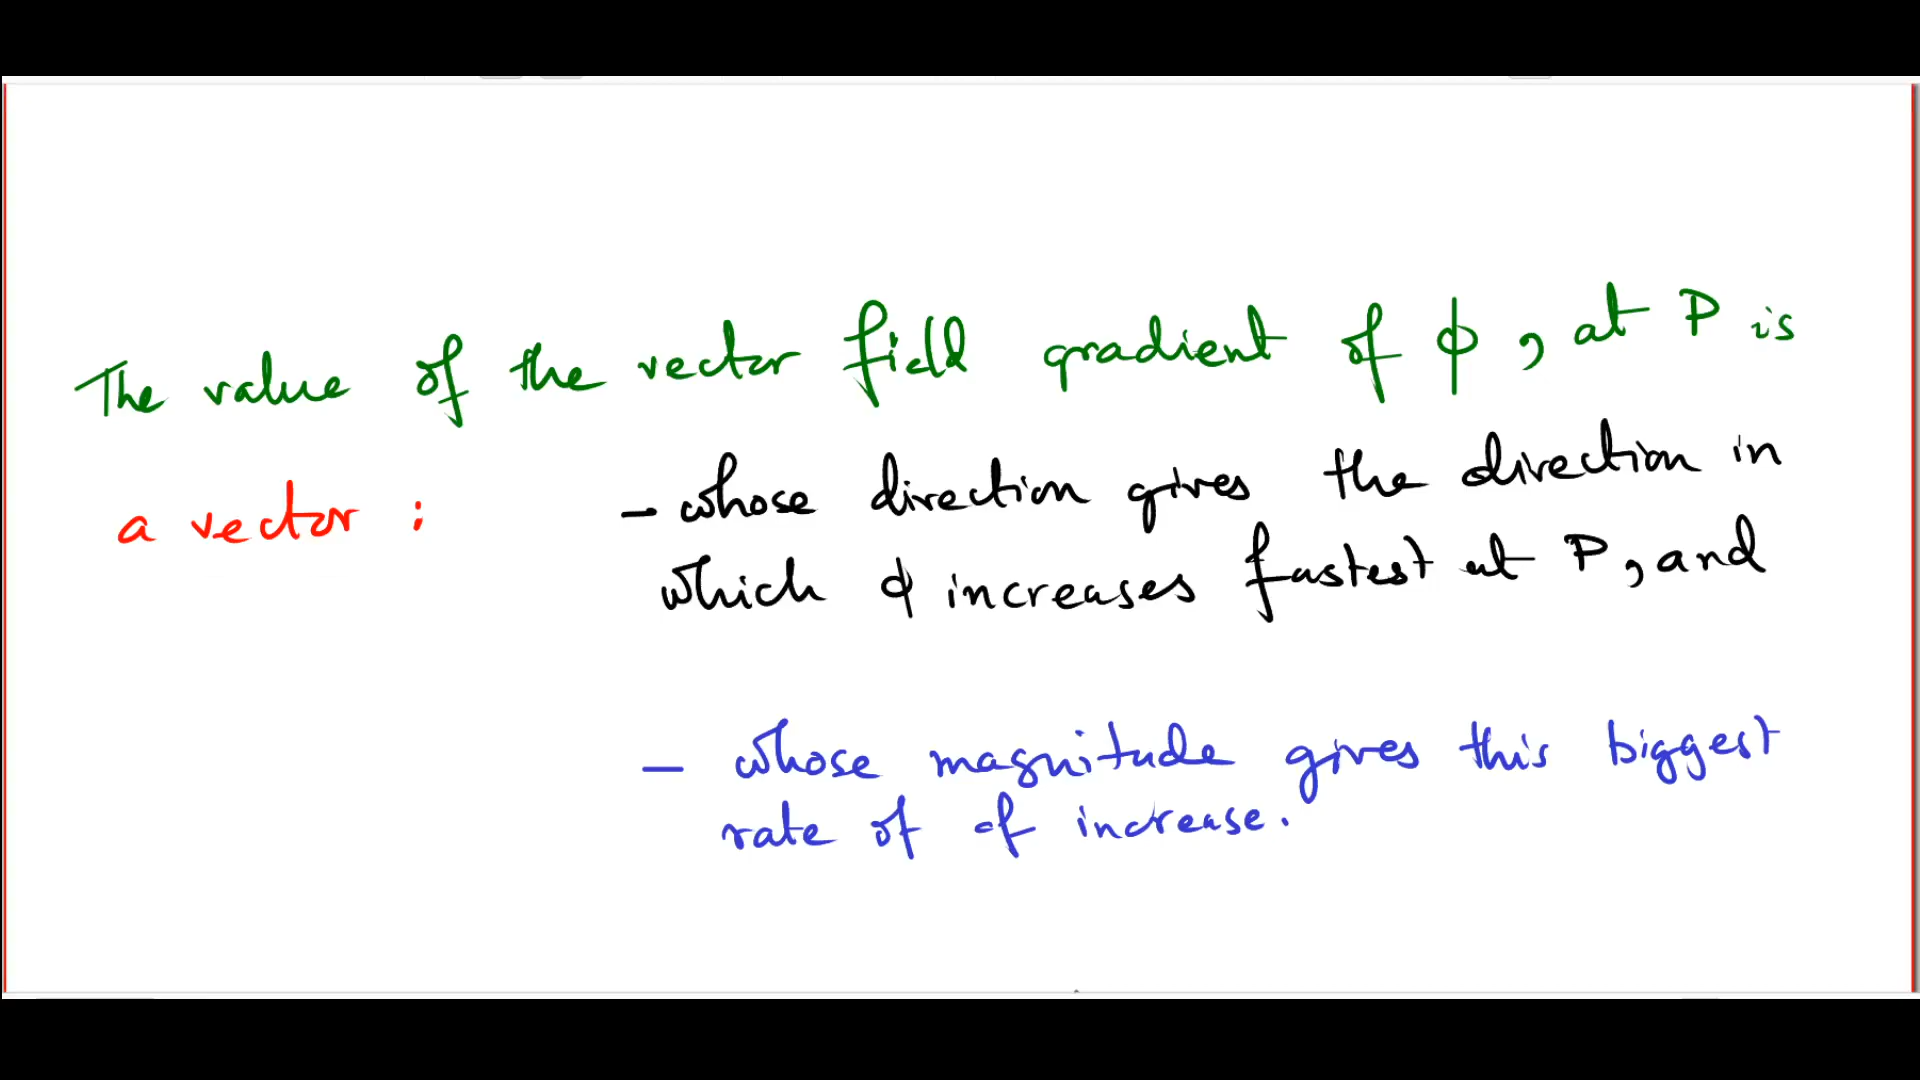 The value of the vector field gradient of ϕ, at P is
a vector : - whose direction gives the direction in
which ϕ increases fastest at P, and
- whose magnitude gives this biggest
rate of of increase.